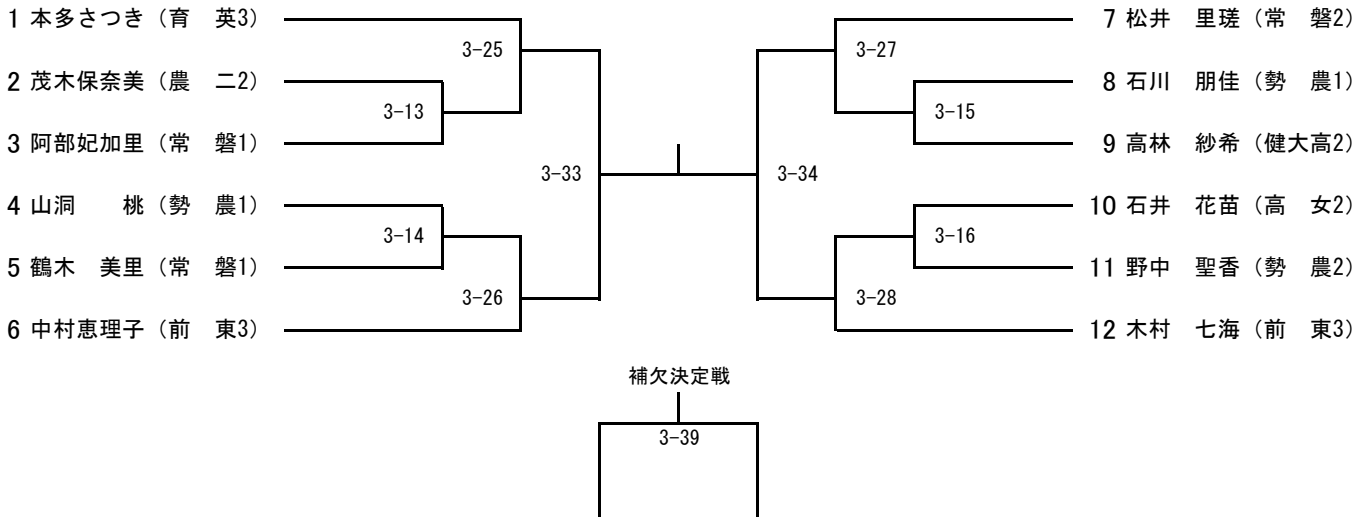 1 本多さつき（育　英3）
7 松井　里瑳（常　磐2）
3-25
3-27
2 茂木保奈美（農　二2）
8 石川　朋佳（勢　農1）
3-13
3-15
3 阿部妃加里（常　磐1）
9 高林　紗希（健大高2）
3-33
3-34
4 山洞　　桃（勢　農1）
10 石井　花苗（高　女2）
3-14
3-16
5 鶴木　美里（常　磐1）
11 野中　聖香（勢　農2）
3-26
3-28
6 中村恵理子（前　東3）
12 木村　七海（前　東3）
補欠決定戦
3-39